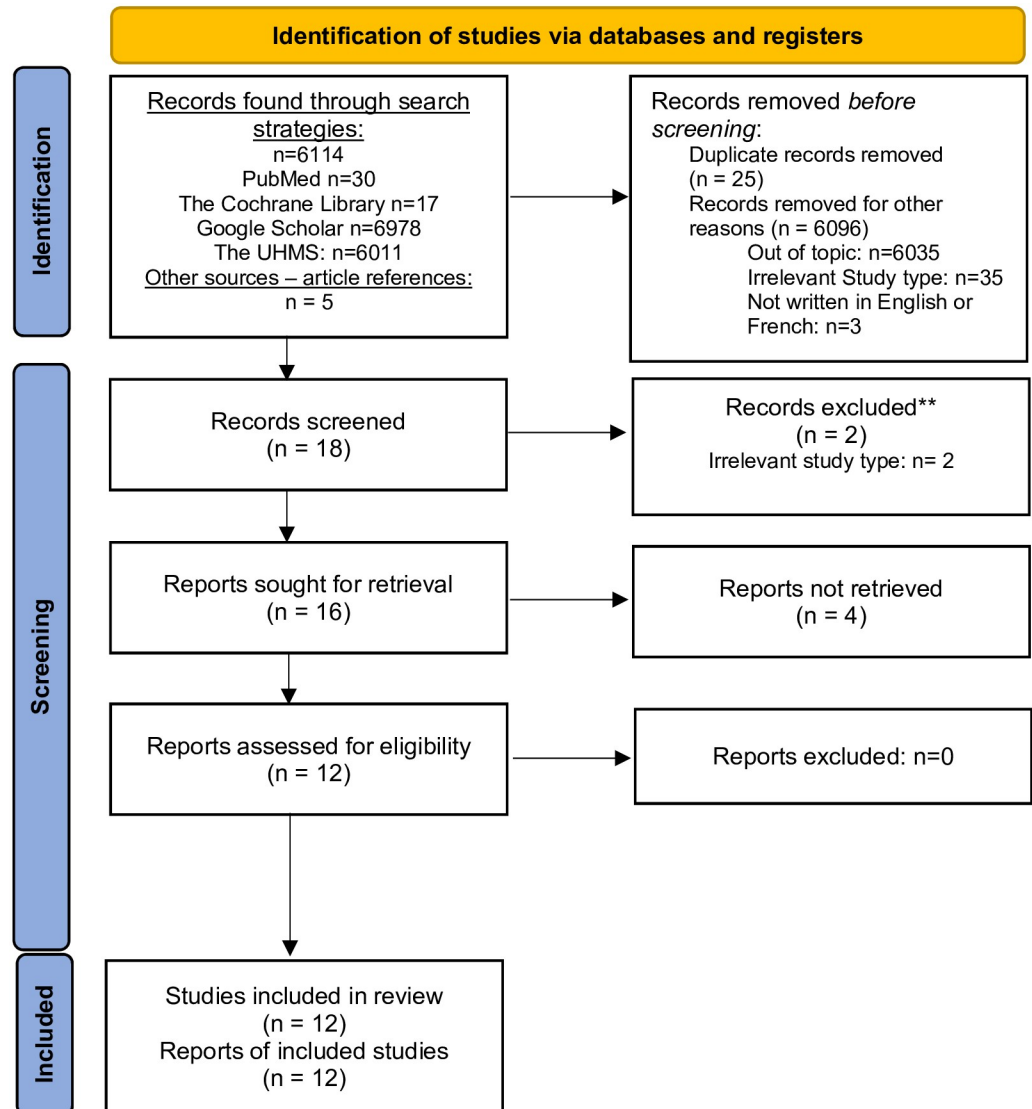 Identification of studies via databases and registers
Identification
Records found through search
strategies:
n=6114
PubMed n=30
The Cochrane Library n=17
Google Scholar n=6978
The UHMS: n=6011
Other sources – article references:
n = 5
Records removed before
screening:
Duplicate records removed
(n = 25)
Records removed for other
reasons (n = 6096)
Out of topic: n=6035
Irrelevant Study type: n=35
Not written in English or
French: n=3
Screening
Records screened
(n = 18)
Records excluded**
(n = 2)
Irrelevant study type: n= 2
Reports sought for retrieval
(n = 16)
Reports not retrieved
(n = 4)
Reports assessed for eligibility
(n = 12)
Reports excluded: n=0
Included
Studies included in review
(n = 12)
Reports of included studies
(n = 12)